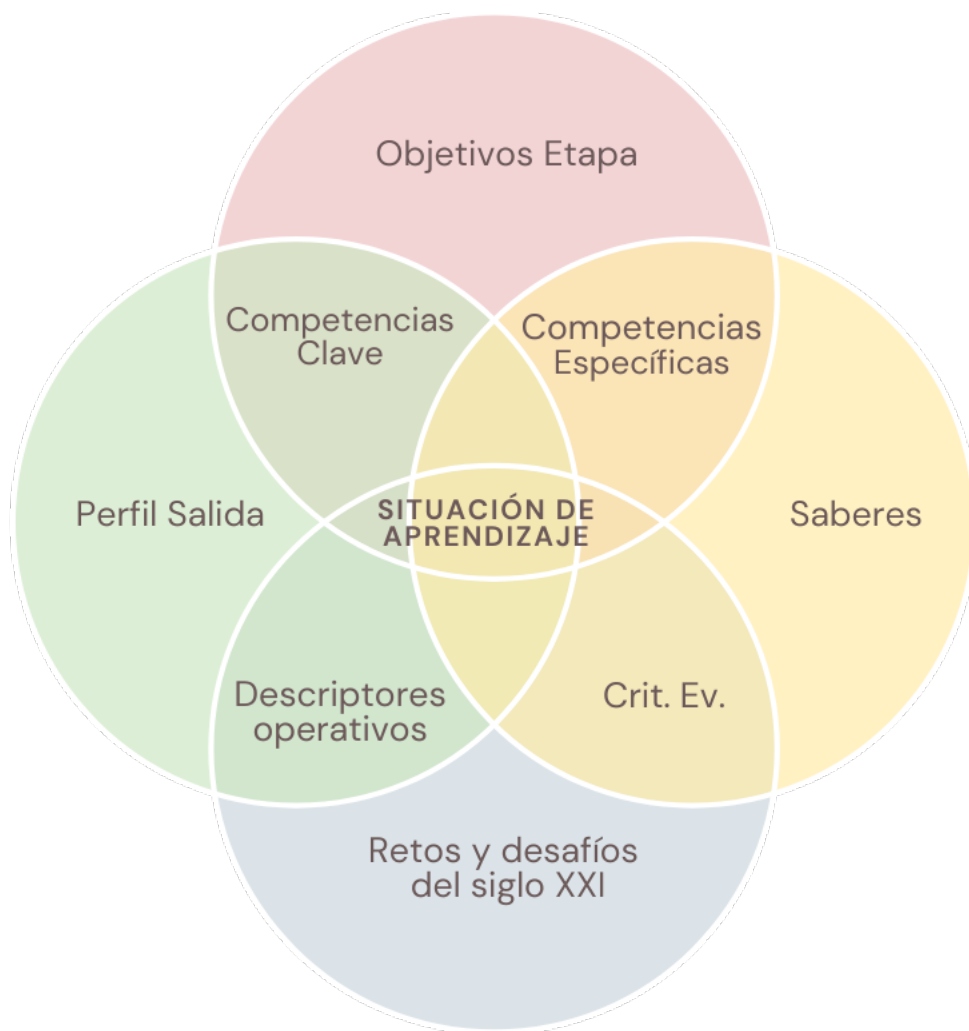 Objetivos Etapa
Competencias
Clave
Competencias
Específicas
Perfil Salida
SITUACIÓN DE
APRENDIZAJE
Saberes
Descriptores
operativos
Crit. Ev.
Retos y desafíos
del siglo XXI